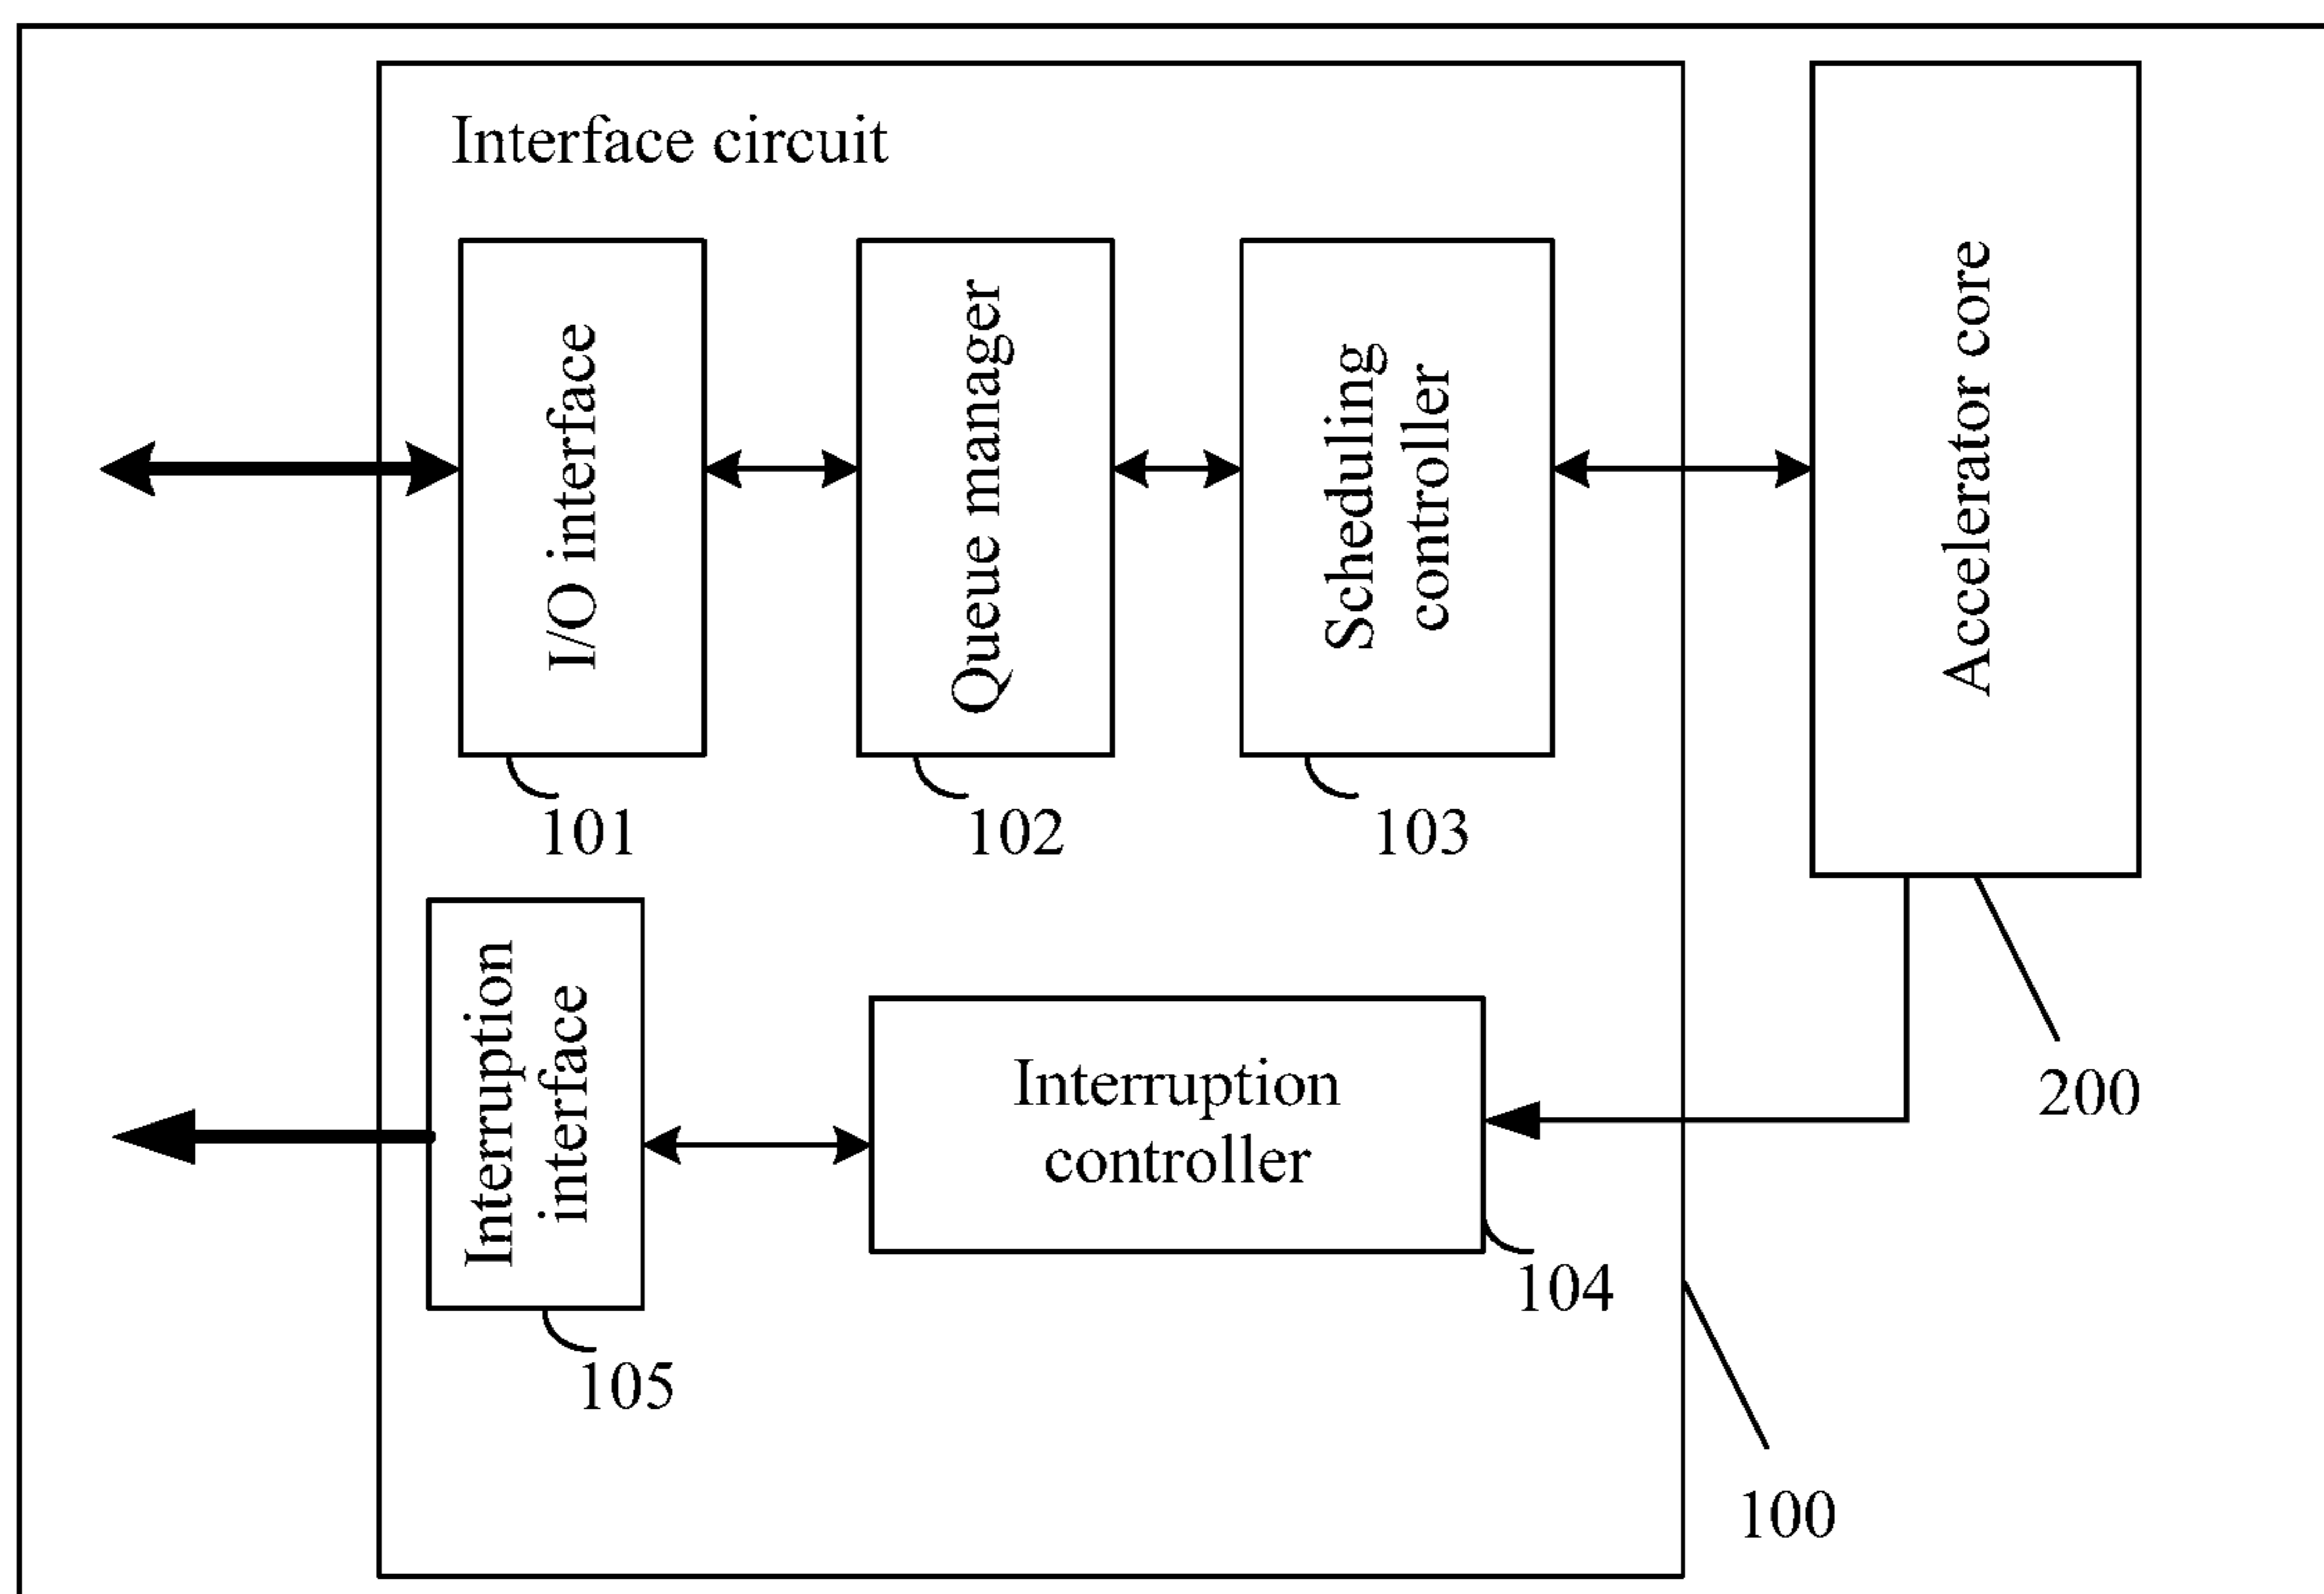 Interface circuit
I/O interface
Queue manager
Scheduling
controller
Accelerator core
101
102
103
Interruption
interface
Interruption
controller
200
104
105
100